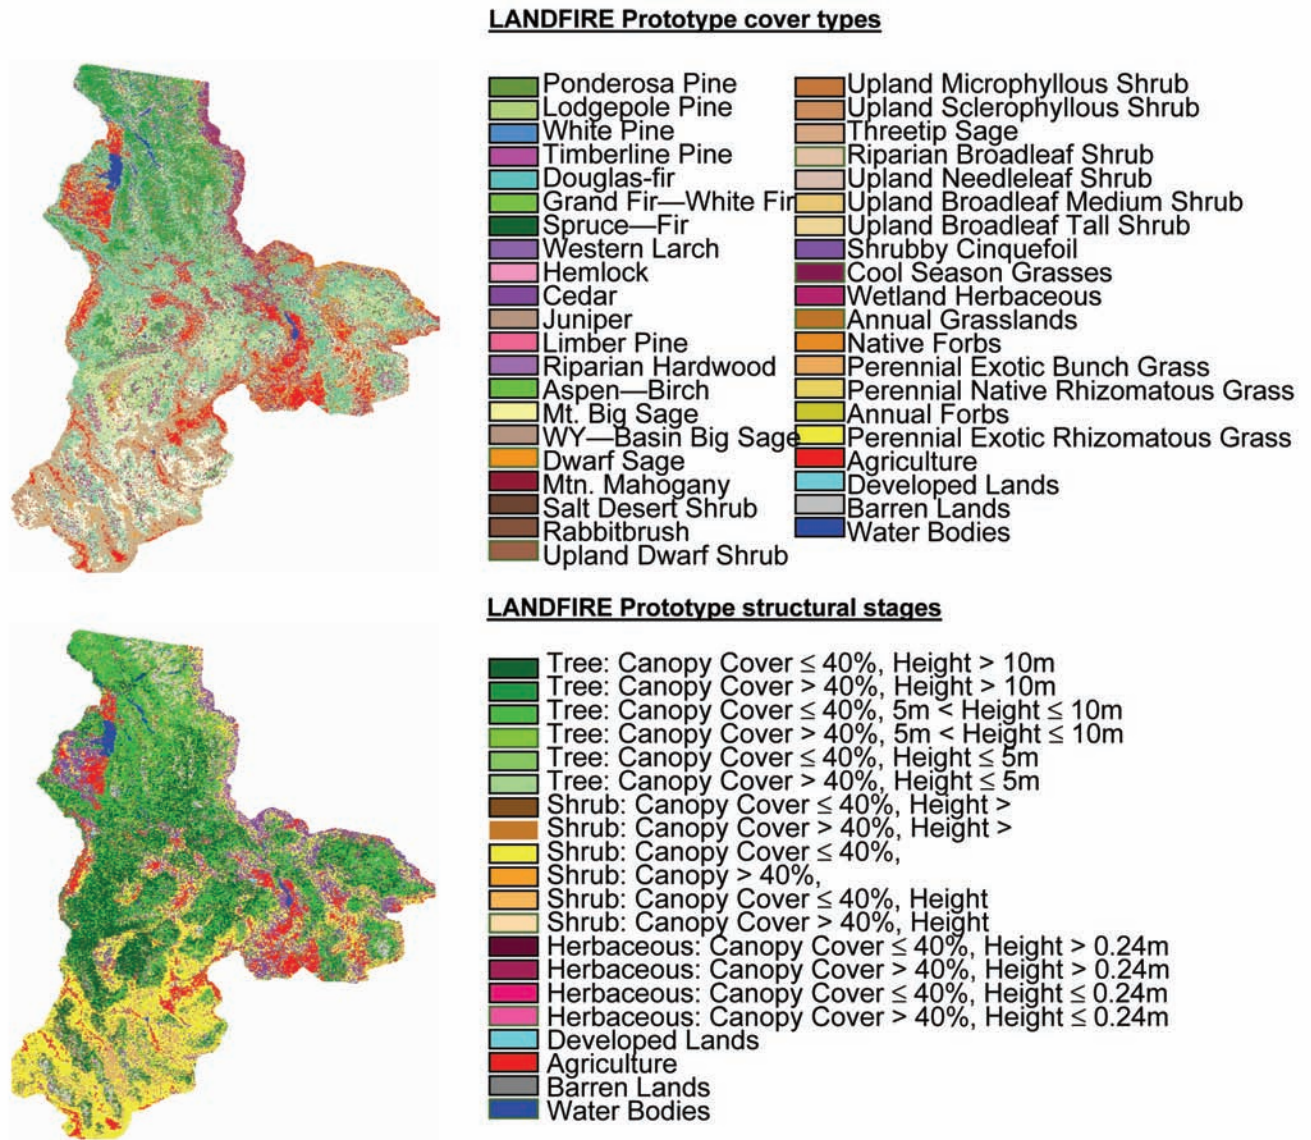 LANDFIRE Prototype cover types
Ponderosa Pine
Lodgepole Pine
White Pine
Timberline Pine
Douglas-fir
Grand Fir—White Fir
Spruce—Fir
Western Larch
Hemlock
Cedar
Juniper
Limber Pine
Riparian Hardwood
Aspen—Birch
Mt. Big Sage
WY—Basin Big Sage
Dwarf Sage
Mtn. Mahogany
Salt Desert Shrub
Rabbitbrush
Upland Dwarf Shrub
Upland Microphyllous Shrub
Upland Sclerophyllous Shrub
Threetip Sage
Riparian Broadleaf Shrub
Upland Needleleaf Shrub
Upland Broadleaf Medium Shrub
Upland Broadleaf Tall Shrub
Shrubby Cinquefoil
Cool Season Grasses
Wetland Herbaceous
Annual Grasslands
Native Forbs
Perennial Exotic Bunch Grass
Perennial Native Rhizomatous Grass
Annual Forbs
Perennial Exotic Rhizomatous Grass
Agriculture
Developed Lands
Barren Lands
Water Bodies
LANDFIRE Prototype structural stages
Tree: Canopy Cover ≤ 40%, Height > 10m
Tree: Canopy Cover > 40%, Height > 10m
Tree: Canopy Cover ≤ 40%, 5m < Height ≤ 10m
Tree: Canopy Cover > 40%, 5m < Height ≤ 10m
Tree: Canopy Cover ≤ 40%, Height ≤ 5m
Tree: Canopy Cover > 40%, Height ≤ 5m
Shrub: Canopy Cover ≤ 40%, Height >
Shrub: Canopy Cover > 40%, Height >
Shrub: Canopy Cover ≤ 40%,
Shrub: Canopy > 40%,
Shrub: Canopy Cover ≤ 40%, Height
Shrub: Canopy Cover > 40%, Height
Herbaceous: Canopy Cover ≤ 40%, Height > 0.24m
Herbaceous: Canopy Cover > 40%, Height > 0.24m
Herbaceous: Canopy Cover ≤ 40%, Height ≤ 0.24m
Herbaceous: Canopy Cover > 40%, Height ≤ 0.24m
Developed Lands
Agriculture
Barren Lands
Water Bodies